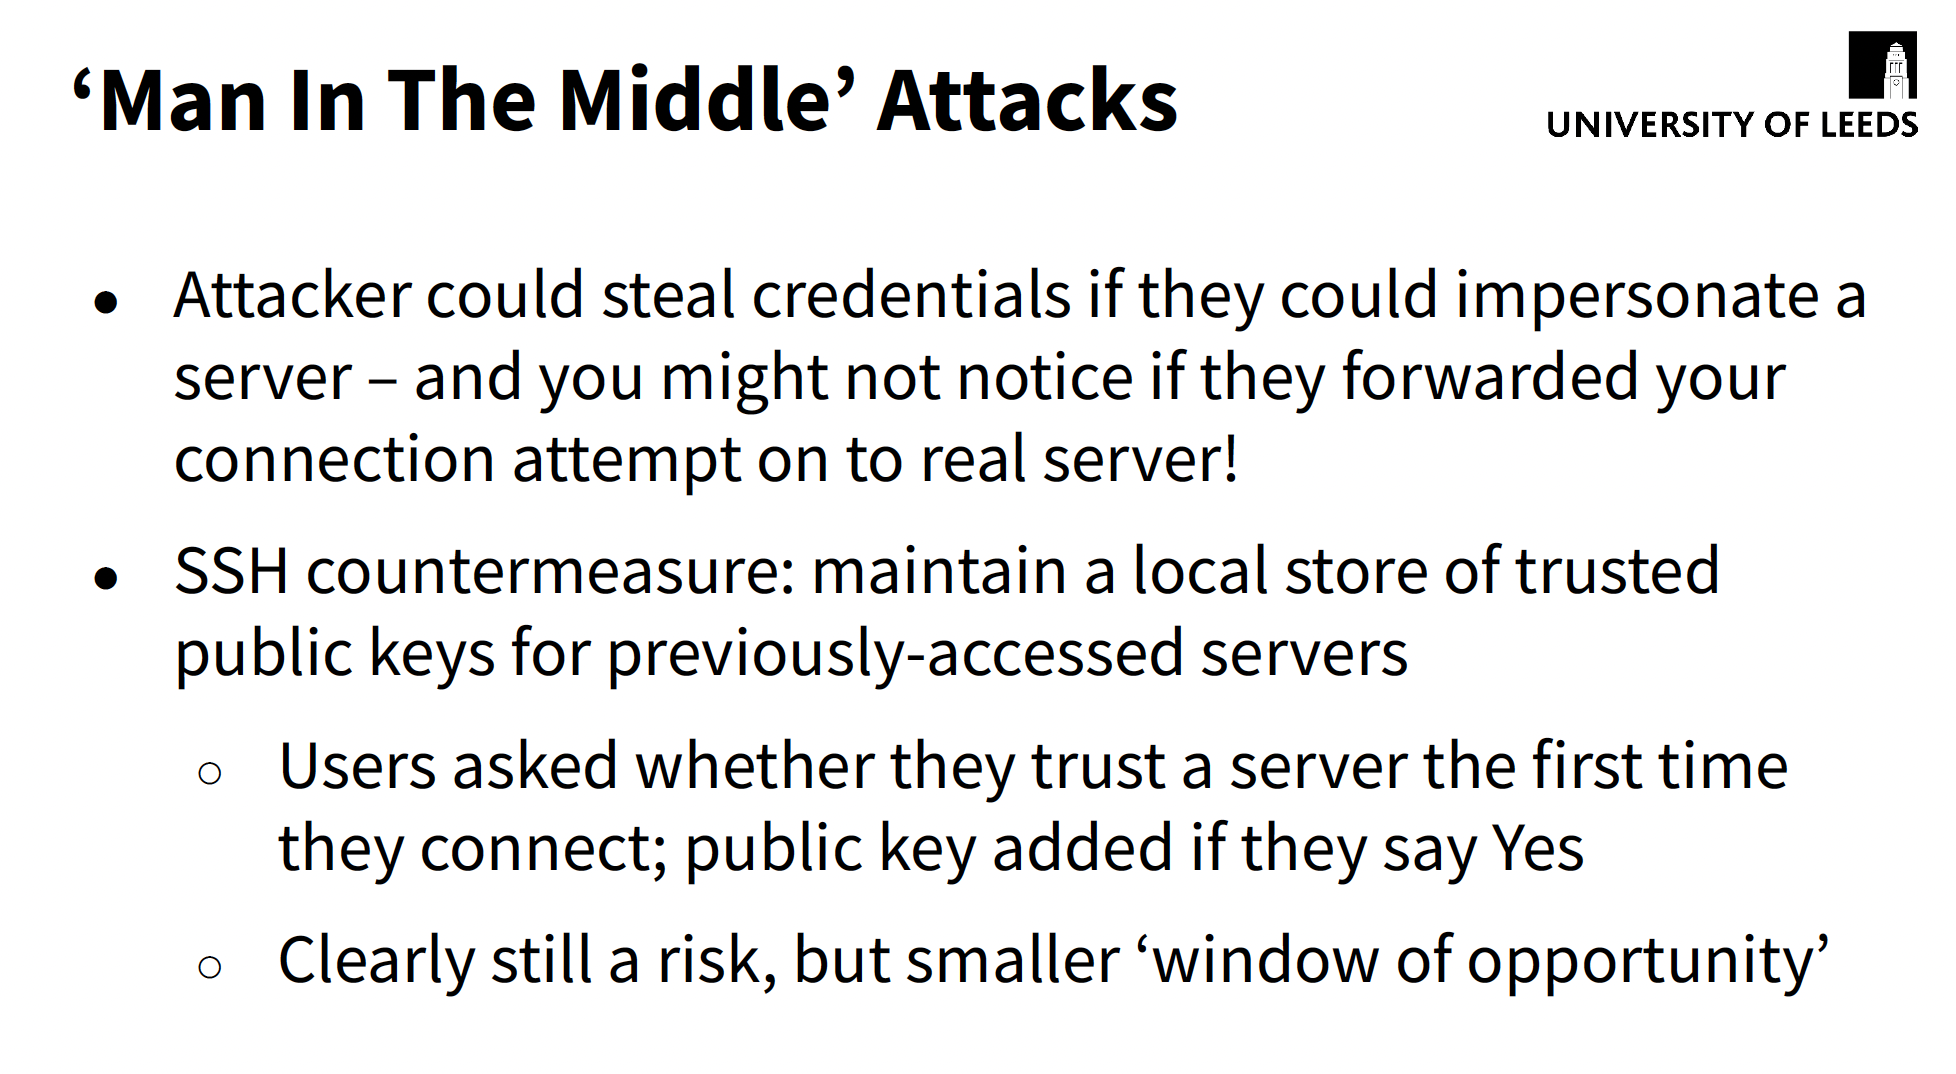 ‘Man In The Middle’ Attacks
UNIVERSITY OF LEEDS
● Attacker could steal credentials if they could impersonate a
server – and you might not notice if they forwarded your
connection attempt on to real server!
● SSH countermeasure: maintain a local store of trusted
public keys for previously-accessed servers
○ Users asked whether they trust a server the first time
they connect; public key added if they say Yes
○ Clearly still a risk, but smaller ‘window of opportunity’